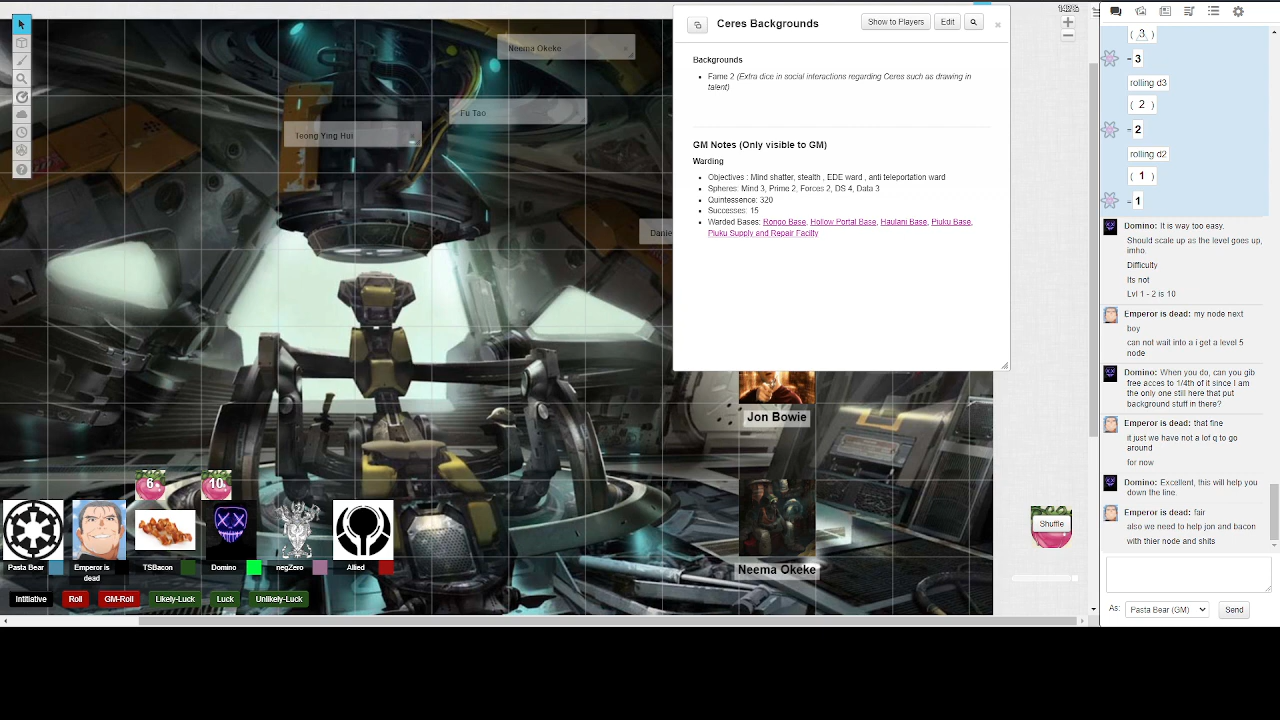 Neema Okeke
Fu Tao
Teong Ying Hui
Danie
Ceres Backgrounds
Show to Players
Edit
Backgrounds
Fame 2 (Extra dice in social interactions regarding Ceres such as drawing in
talent)
GM Notes (Only visible to GM)
Warding
Objectives : Mind shatter, stealth , EDE ward , anti teleportation ward
Spheres: Mind 3, Prime 2, Forces 2, DS 4, Data 3
Quintessence: 320
Successes: 15
Warded Bases: Rongo Base, Hollow Portal Base, Haulani Base, Piuku Base,
Piuku Supply and Repair Facilty
Jon Bowie
Neema Okeke
6
10
Pasta Bear
Emperor is
dead
TSBacon
Domino
negZero
Allied
Intitiative
Roll
GM-Roll
Likely-Luck
Luck
Unlikely-Luck
Shuffle
( 3 )
- 3
rolling d3
( 2 )
- 2
rolling d2
( 1 )
- 1
Domino: It is way too easy.
Should scale up as the level goes up,
imho.
Difficulty
Its not
Lvl 1 - 2 is 10
Emperor is dead: my node next
boy
can not wait into a i get a level 5
node
Domino: When you do, can you gib
free acces to 1/4th of it since I am
the only one still here that put
background stuff in there?
Emperor is dead: that fine
it just we have not a lof q to go
around
for now
Domino: Excellent, this will help you
down the line.
Emperor is dead: fair
also we need to help jon and bacon
with thier node and shits
As:
Pasta Bear (GM)
Send